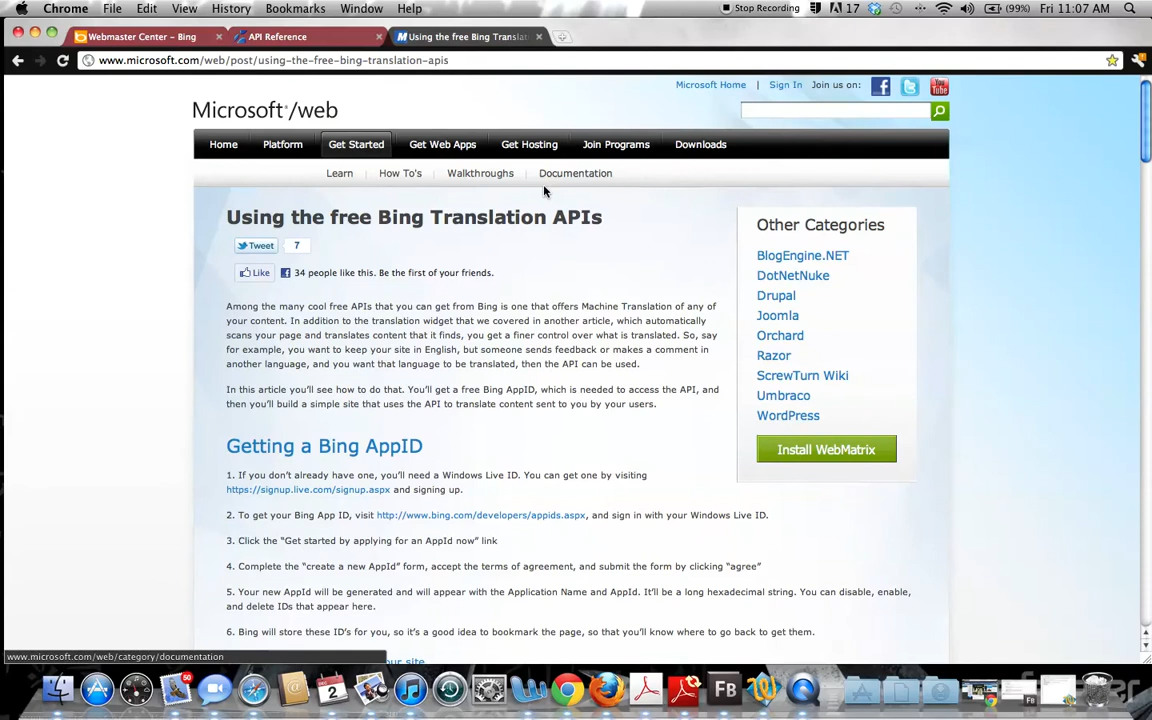 Chrome File Edit View History Bookmarks Window Help Stop Recording 17 (99%) Fri 11:07 AM
Webmaster Center - Bing API Reference Using the free Bing Translat
www.microsoft.com/web/post/using-the-free-bing-translation-apis
Microsoft Home | Sign In Join us on:
Microsoft /web
Home Platform Get Started Get Web Apps Get Hosting Join Programs Downloads
Learn How To's Walkthroughs Documentation
Using the free Bing Translation APIs
Tweet 7
Like 34 people like this. Be the first of your friends.
Among the many cool free APIs that you can get from Bing is one that offers Machine Translation of any of
your content. In addition to the translation widget that we covered in another article, which automatically
scans your page and translates content that it finds, you get a finer control over what is translated. So, say
for example, you want to keep your site in English, but someone sends feedback or makes a comment in
another language, and you want that language to be translated, then the API can be used.
In this article you'll see how to do that. You'll get a free Bing AppID, which is needed to access the API, and
then you'll build a simple site that uses the API to translate content sent to you by your users.
Getting a Bing AppID
1. If you don't already have one, you'll need a Windows Live ID. You can get one by visiting
https://signup.live.com/signup.aspx and signing up.
2. To get your Bing App ID, visit http://www.bing.com/developers/appids.aspx, and sign in with your Windows Live ID.
3. Click the "Get started by applying for an AppId now" link
4. Complete the "create a new AppId" form, accept the terms of agreement, and submit the form by clicking "agree"
5. Your new AppId will be generated and will appear with the Application Name and AppId. It'll be a long hexadecimal string. You can disable, enable,
and delete IDs that appear here.
6. Bing will store these ID's for you, so it's a good idea to bookmark the page, so that you'll know where to go back to get them.
Other Categories
BlogEngine.NET
DotNetNuke
Drupal
Joomla
Orchard
Razor
ScrewTurn Wiki
Umbraco
WordPress
Install WebMatrix
www.microsoft.com/web/category/documentation
our site
50
2
FB